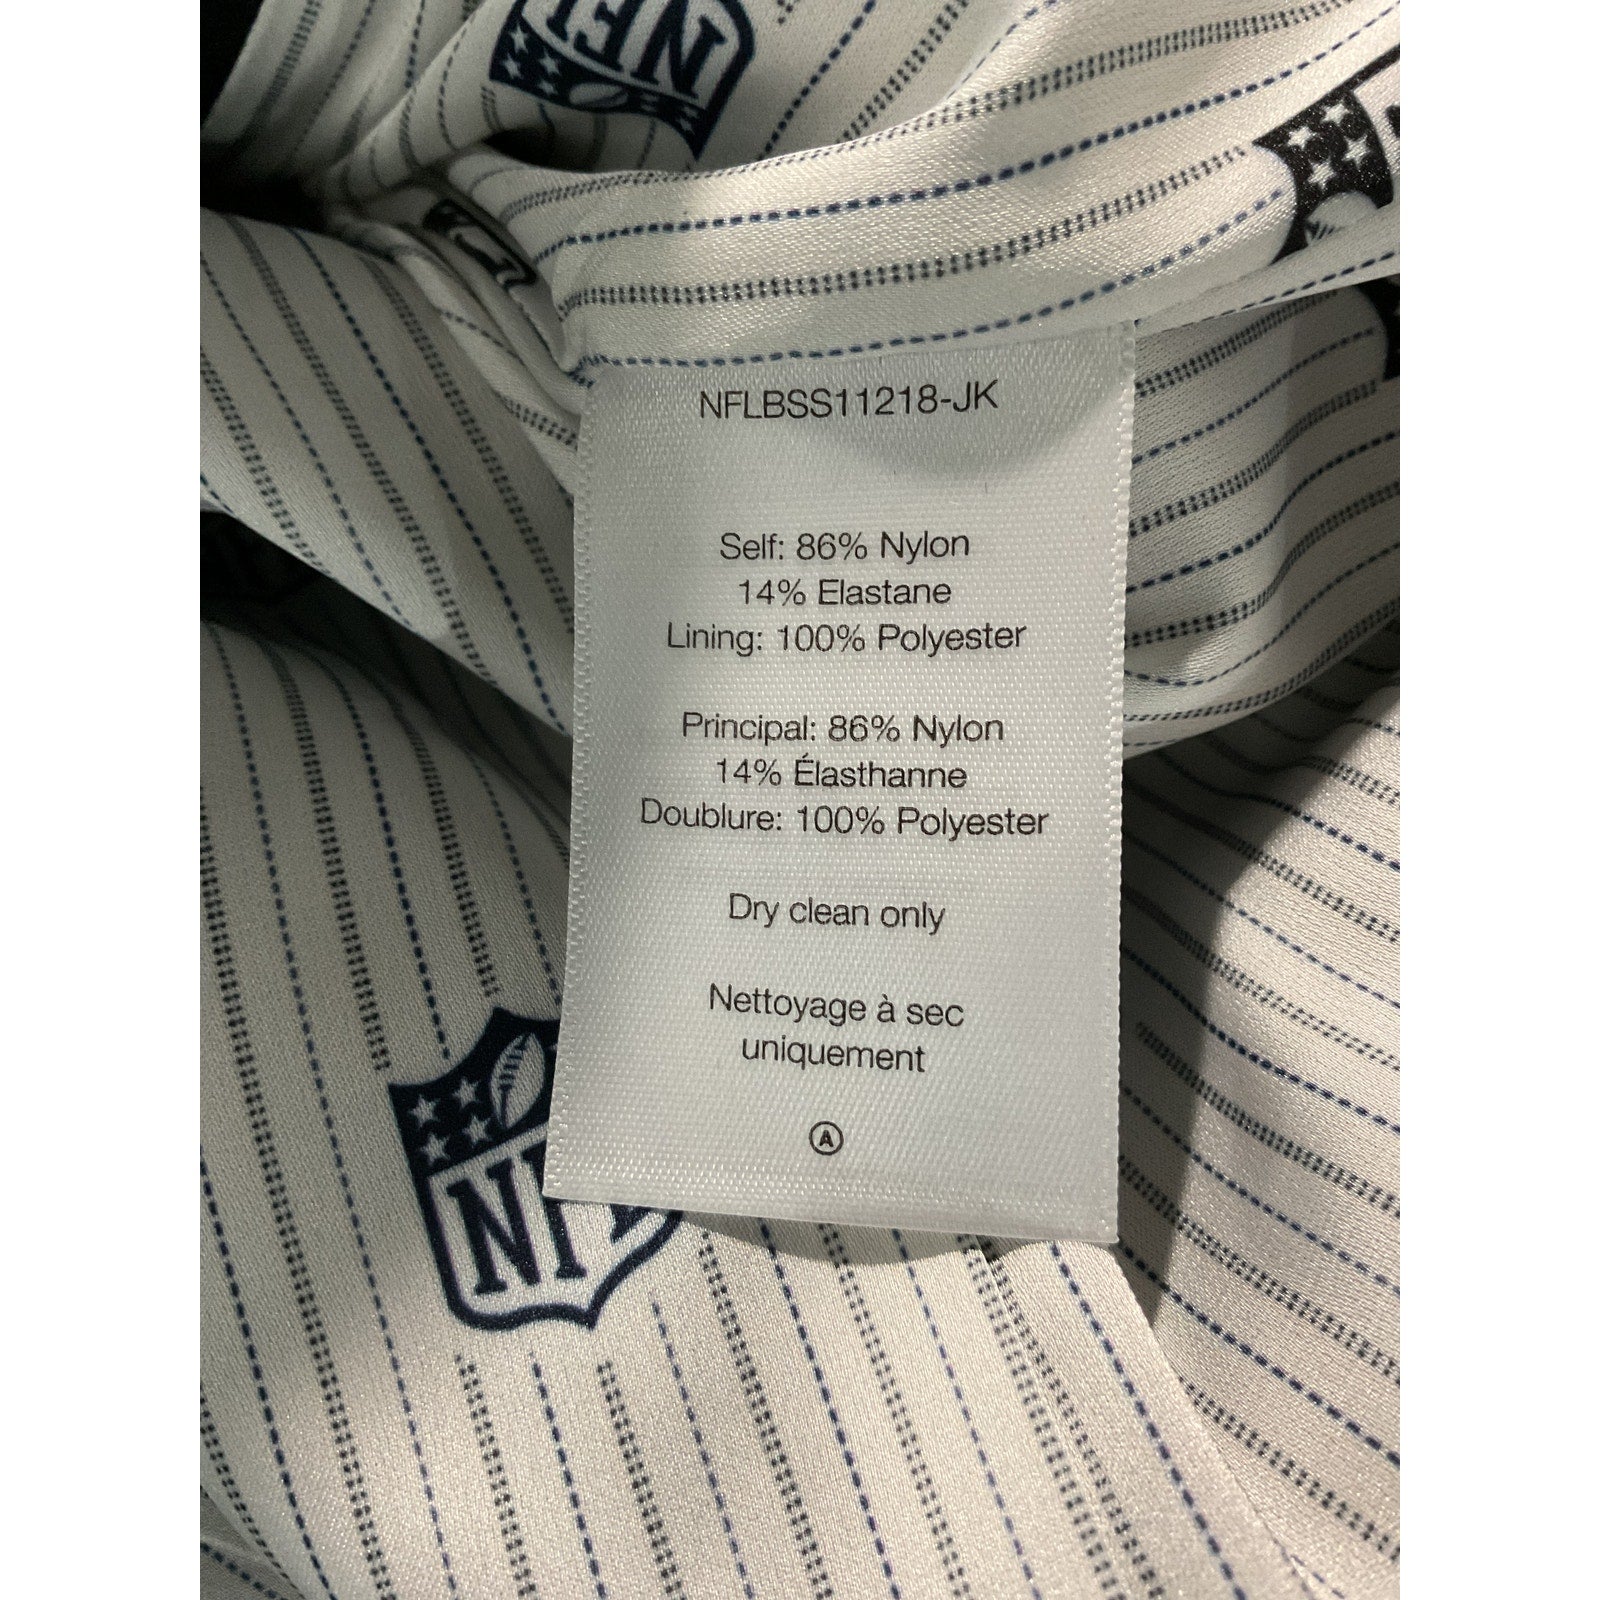 NFL
NFLBSS11218-JK
Self: 86% Nylon
14% Elastane
Lining: 100% Polyester
Principal: 86% Nylon
14% Élasthanne
Doublure: 100% Polyester
Dry clean only
Nettoyage à sec
uniquement
A
NFL